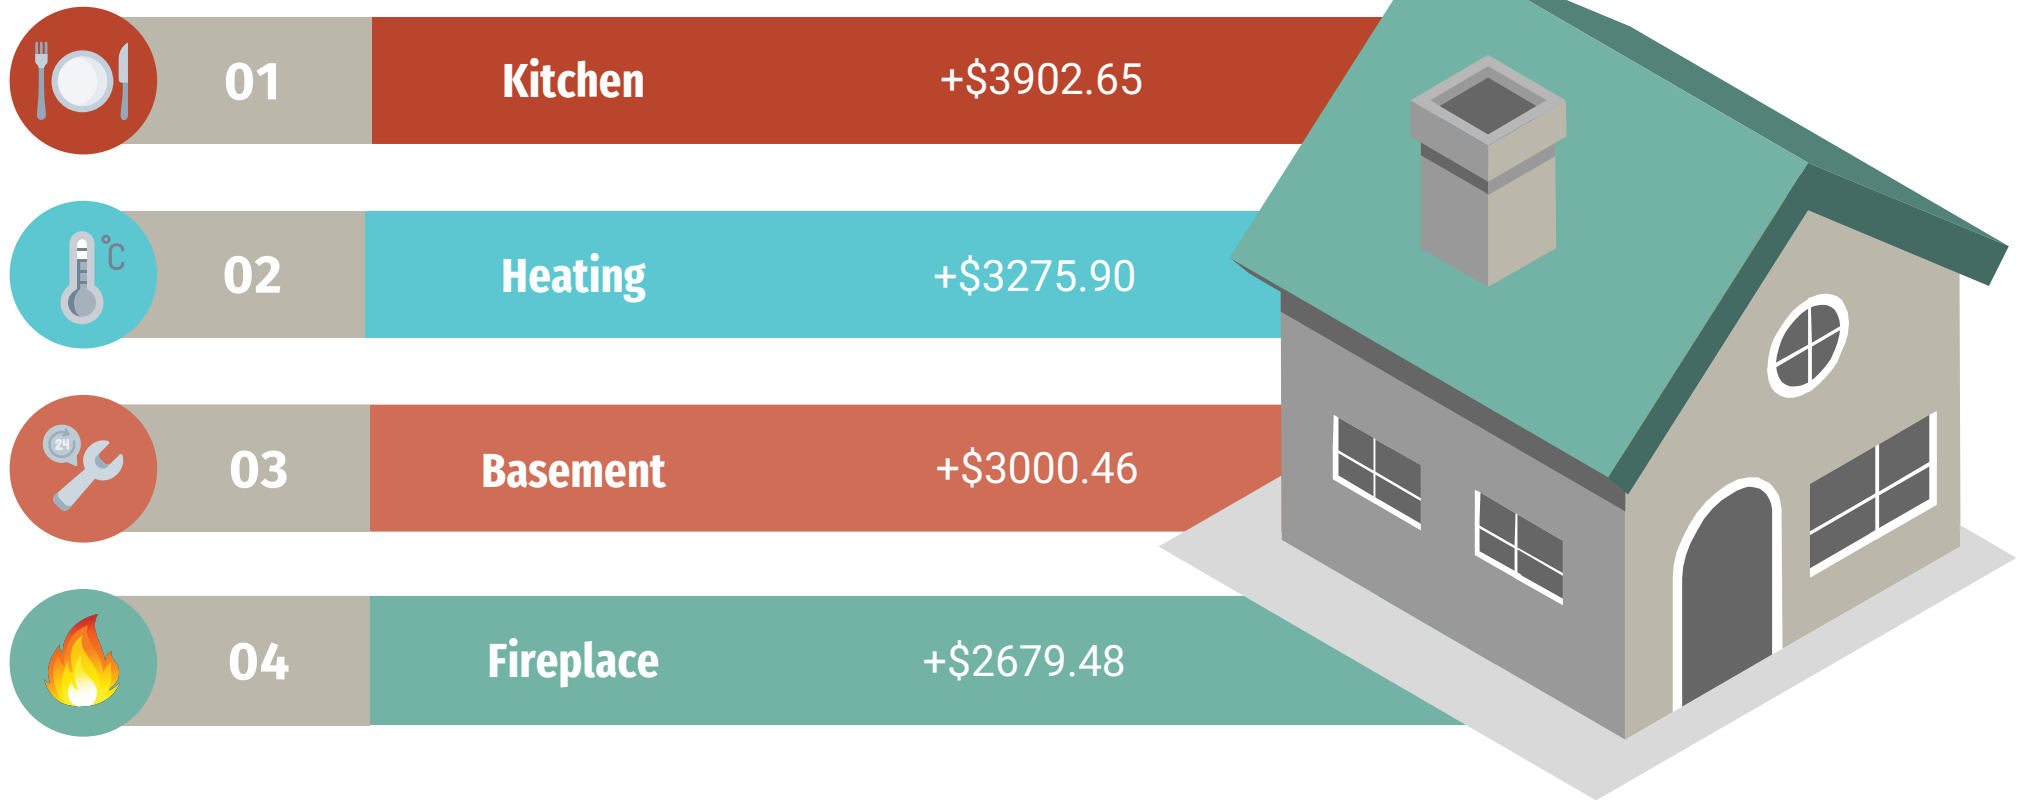 01 Kitchen +$3902.65
°C
02 Heating +$3275.90
24
03 Basement +$3000.46
04 Fireplace +$2679.48